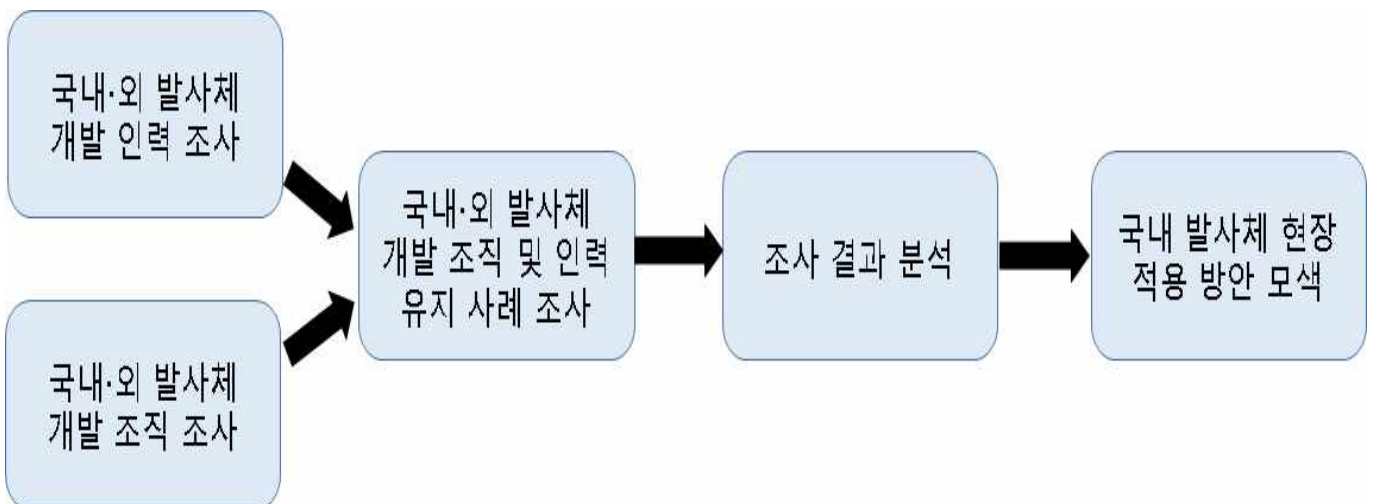 국내·외 발사체
개발 인력 조사
국내·외 발사체
개발 조직 조사
국내·외 발사체
개발 조직 및 인력
유지 사례 조사
조사 결과 분석
국내 발사체 현장
적용 방안 모색